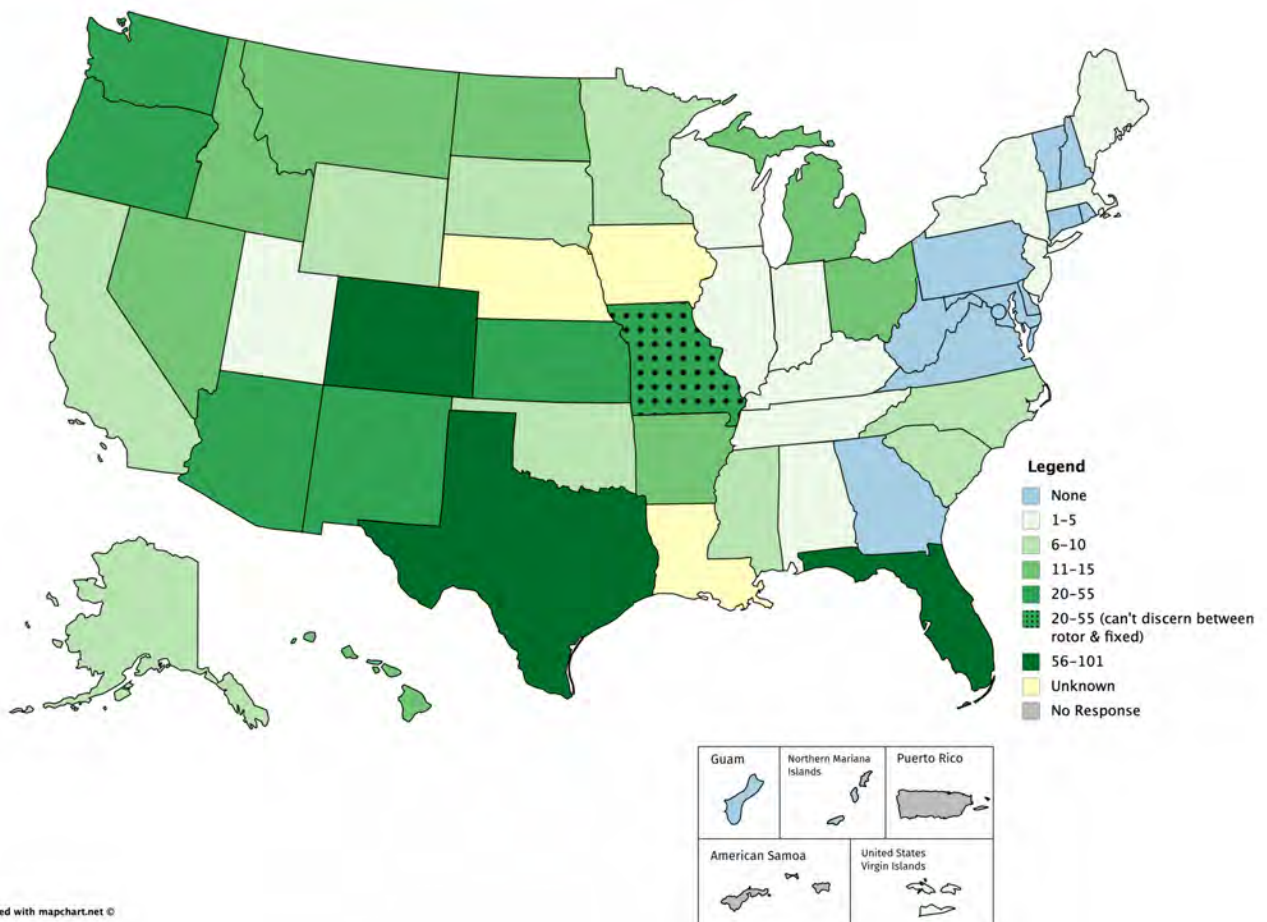 Legend
None
1–5
6–10
11–15
20–55
20–55 (can't discern between
rotor & fixed)
56–101
Unknown
No Response
Guam
Northern Mariana
Islands
Puerto Rico
American Samoa
United States
Virgin Islands
ed with mapchart.net ©